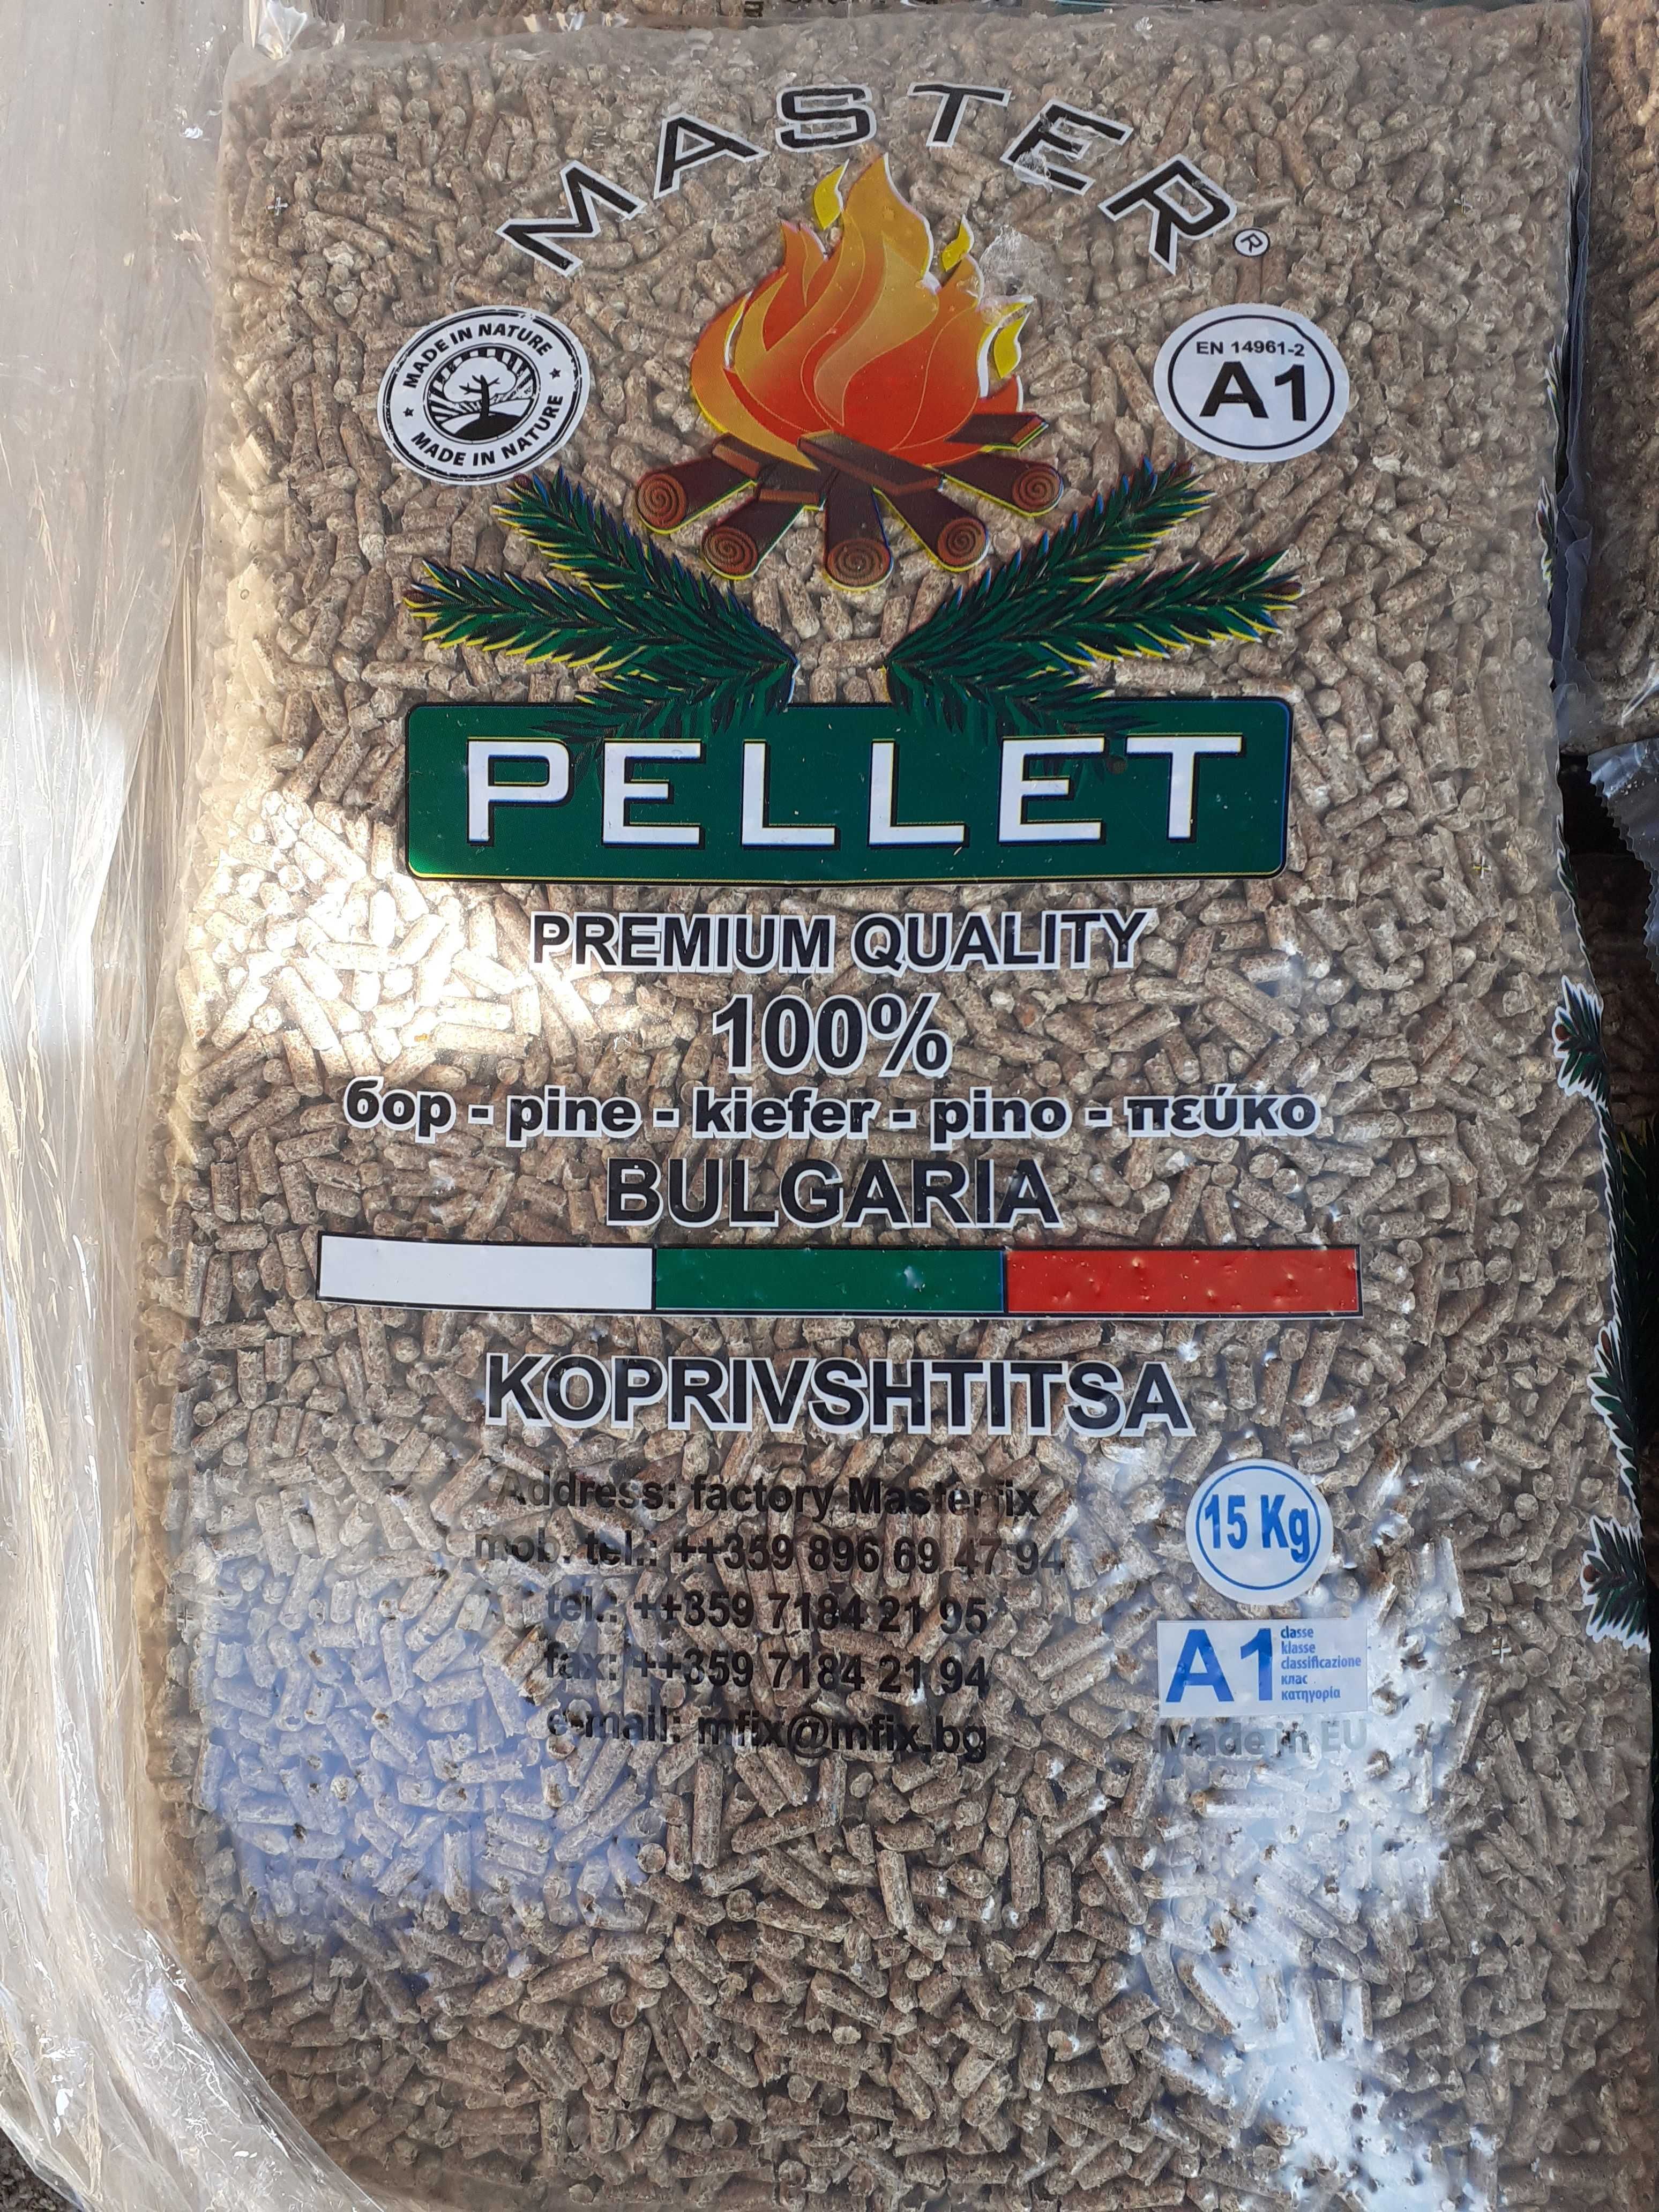 MASTER®
MADE IN NATURE
MADE IN NATURE
EN 14961-2
A1
PELLET
PREMIUM QUALITY
100%
бор - pine - kiefer - pino - πεύκο
BULGARIA
KOPRIVSHTITSA
Address: factory Masterfix
mob. tel.: ++359 896 69 47 94
tel.: ++359 7184 21 95
fax: ++359 7184 21 94
e-mail: mfix@mfix.bg
15 Kg
A1
classe
klasse
classificazione
клас
κατηγορία
Made in EU